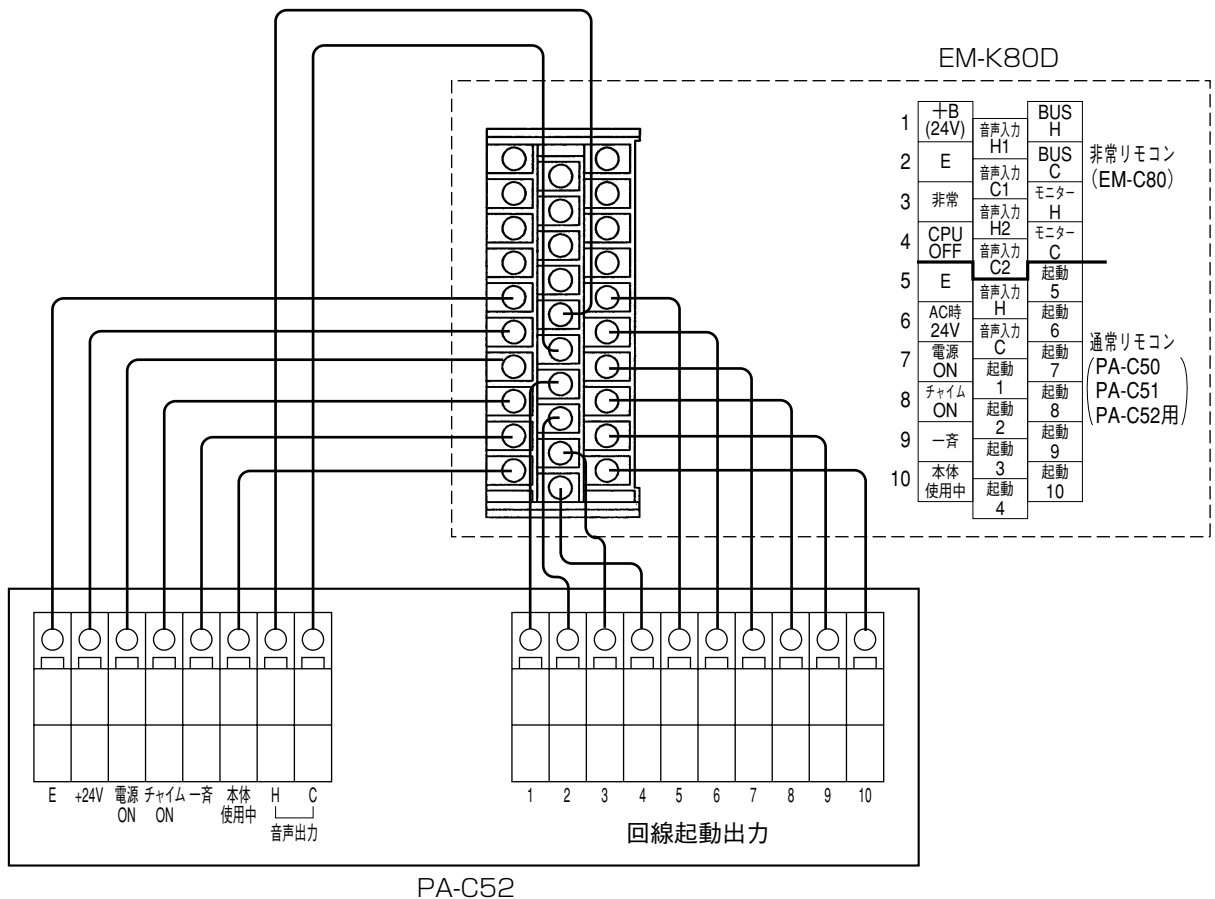 EM-K80D
1
十B
(24V)
音声入力
H1
BUS
H
2
E
音声入力
C1
BUS
C
3
非常
音声入力
H2
モニター
H
4
CPU
OFF
音声入力
C2
モニター
C
非常リモコン
(EM-C80)
5
E
音声入力
H
起動
5
6
AC時
24V
音声入力
C
起動
6
7
電源
ON
起動
1
起動
7
8
チャイム
ON
起動
2
起動
8
9
一斉
起動
3
起動
9
10
本体
使用中
起動
4
起動
10
通常リモコン
(PA-C50
PA-C51
PA-C52用)
E +24V 電源 チャイム 一斉 本体 H C
ON ON 使用中
音声出力
1 2 3 4 5 6 7 8 9 10
回線起動出力
PA-C52